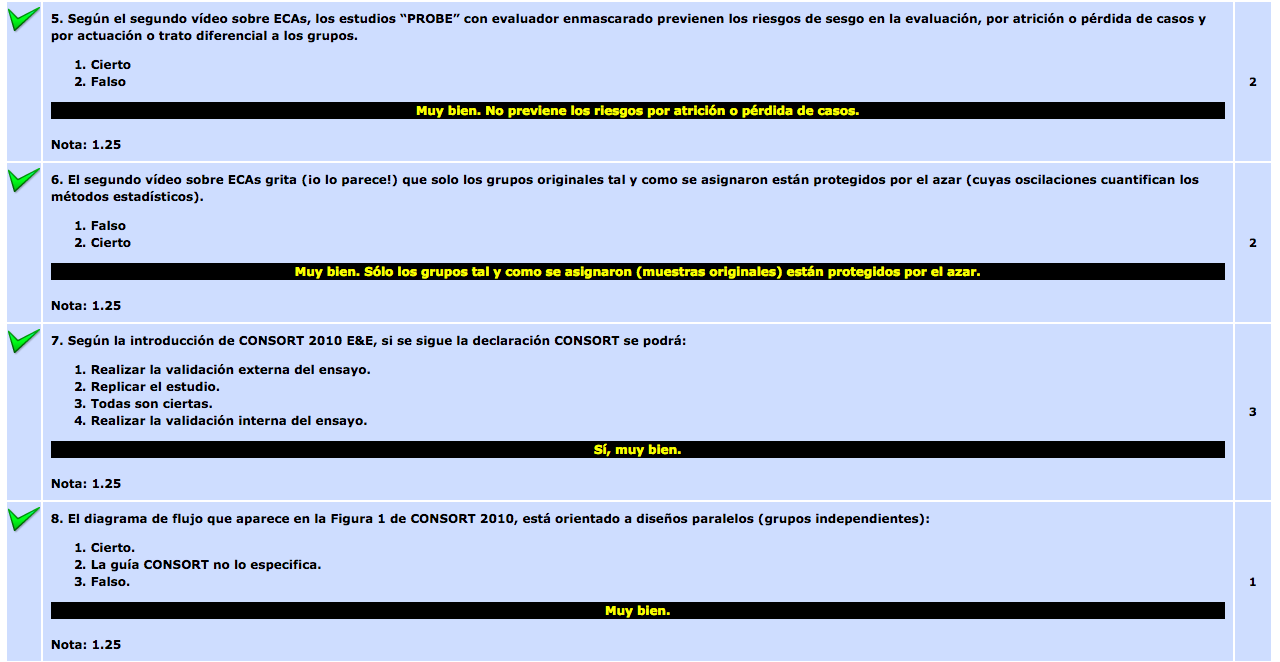 5. Según el segundo vídeo sobre ECAs, los estudios “PROBE” con evaluador enmascarado previenen los riesgos de sesgo en la evaluación, por atrición o pérdida de casos y
por actuación o trato diferencial a los grupos.
1. Cierto
2. Falso
2
Muy bien. No previene los riesgos por atrición o pérdida de casos.
Nota: 1.25
6. El segundo vídeo sobre ECAs grita (¡o lo parece!) que solo los grupos originales tal y como se asignaron están protegidos por el azar (cuyas oscilaciones cuantifican los
métodos estadísticos).
1. Falso
2. Cierto
2
Muy bien. Sólo los grupos tal y como se asignaron (muestras originales) están protegidos por el azar.
Nota: 1.25
7. Según la introducción de CONSORT 2010 E&E, si se sigue la declaración CONSORT se podrá:
1. Realizar la validación externa del ensayo.
2. Replicar el estudio.
3. Todas son ciertas.
4. Realizar la validación interna del ensayo.
3
Sí, muy bien.
Nota: 1.25
8. El diagrama de flujo que aparece en la Figura 1 de CONSORT 2010, está orientado a diseños paralelos (grupos independientes):
1. Cierto.
2. La guía CONSORT no lo especifica.
3. Falso.
1
Muy bien.
Nota: 1.25